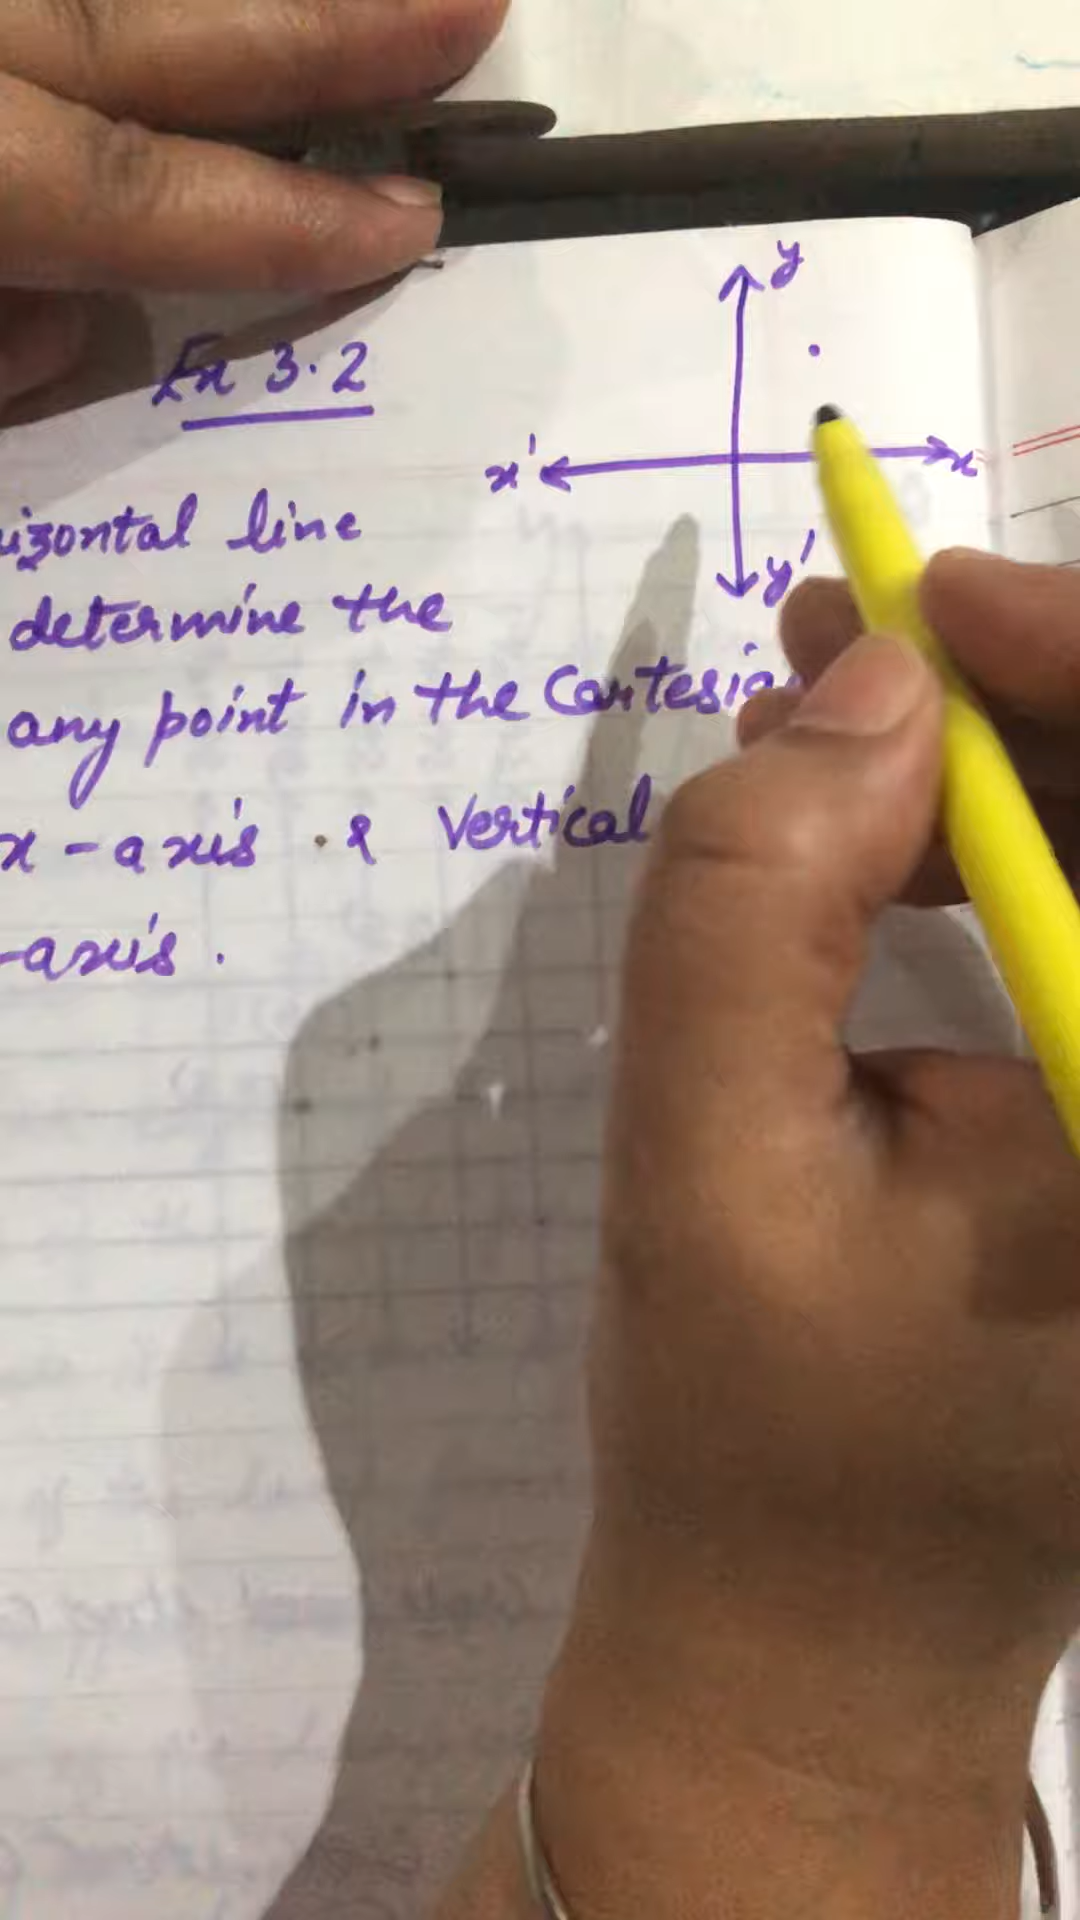 y
Ex 3.2
x' x
izontal line
y'
determine the
any point in the Cartesia
x-axis . & Vertical
-axis.